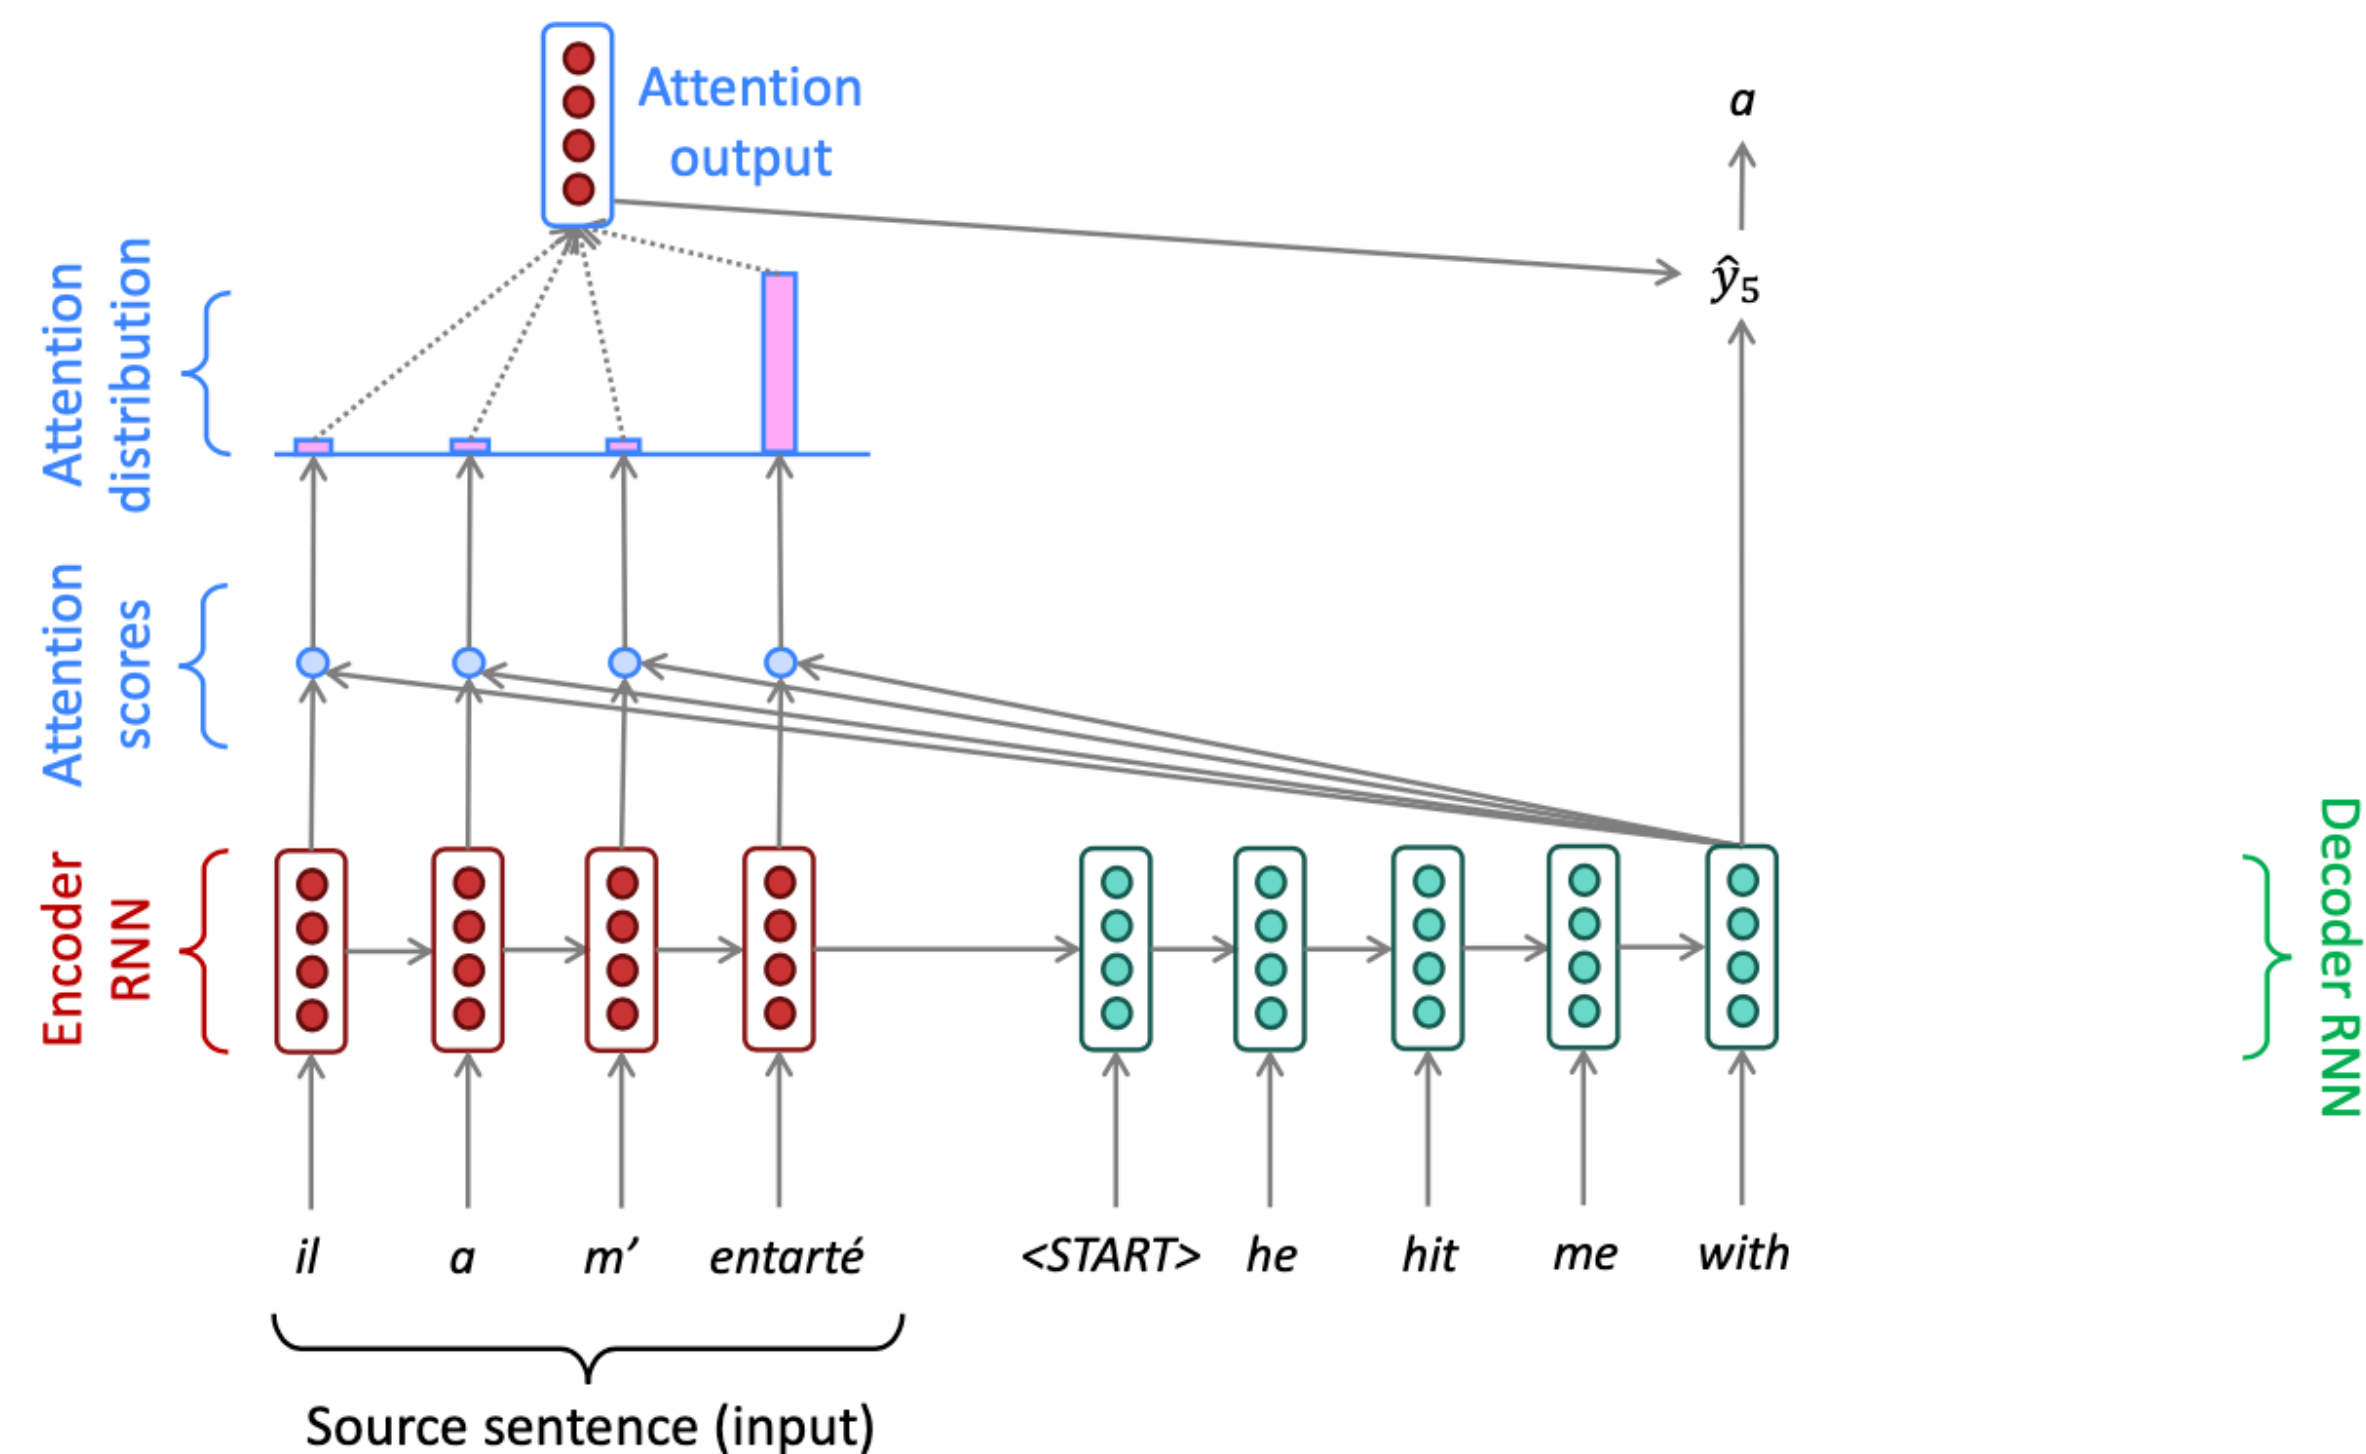 Attention
output
a
ŷ5
Attention
distribution
Attention
scores
Encoder
RNN
Decoder RNN
il a m’ entarté <START> he hit me with
Source sentence (input)